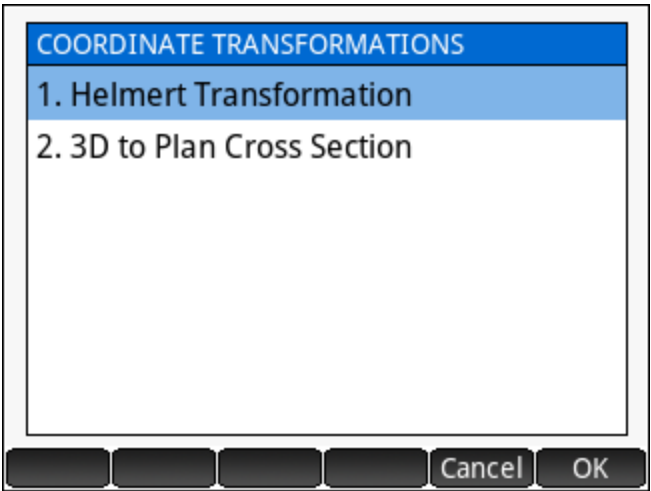 COORDINATE TRANSFORMATIONS
1. Helmert Transformation
2. 3D to Plan Cross Section
Cancel OK